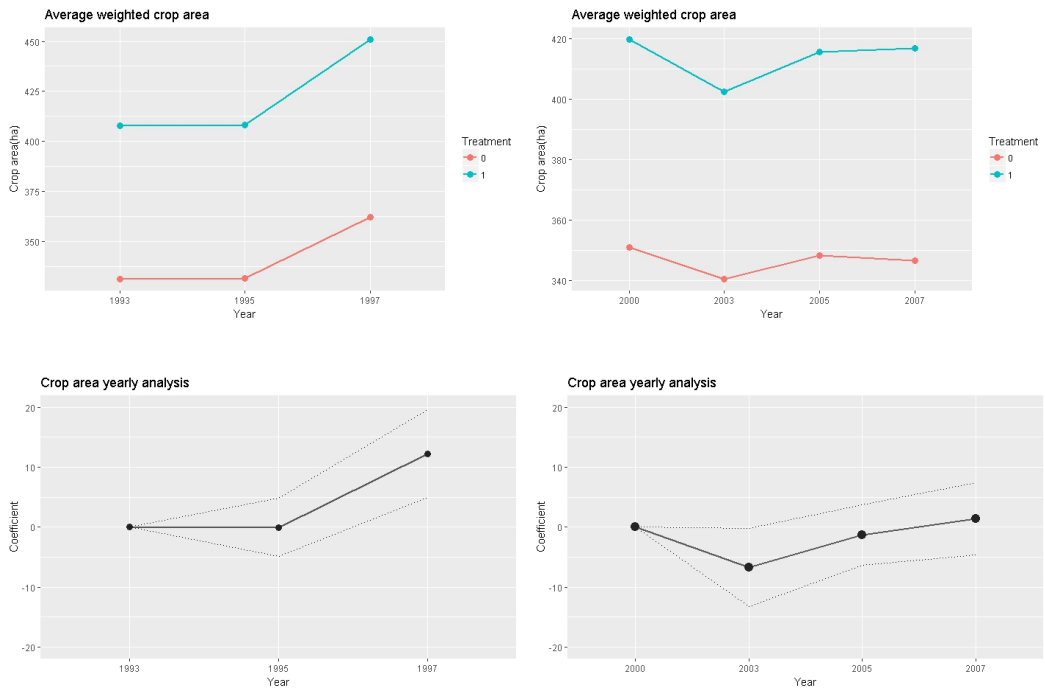 Average weighted crop area
450
425
400
375
350
Crop area(ha)
1993
1995
1997
Year
Treatment
0
1
Average weighted crop area
420
400
380
360
340
Crop area(ha)
2000
2003
2005
2007
Year
Treatment
0
1
Crop area yearly analysis
20
10
0
-10
-20
Coefficient
1993
1995
1997
Year
Crop area yearly analysis
20
10
0
-10
-20
Coefficient
2000
2003
2005
2007
Year